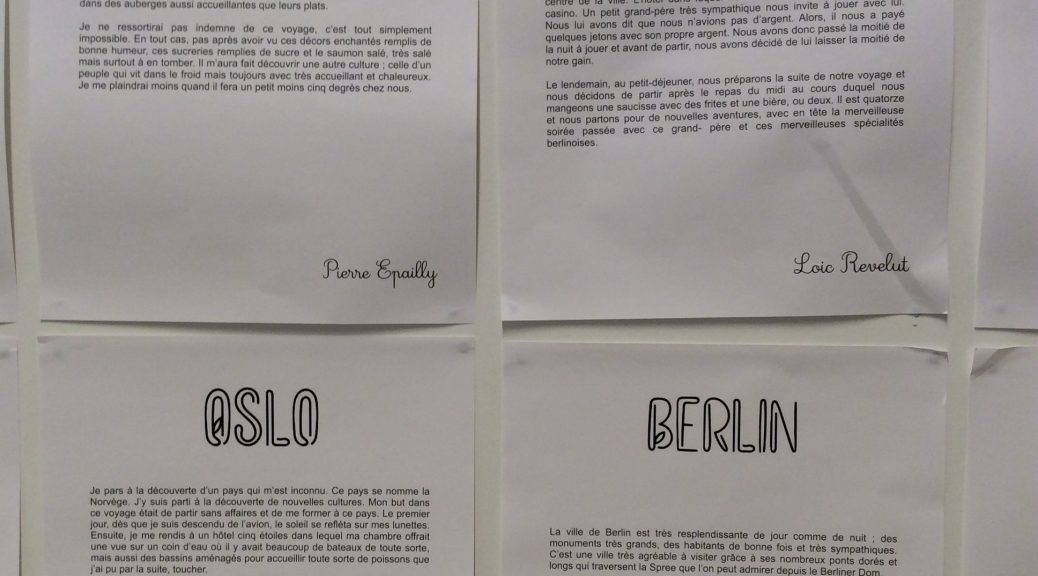 dans des auberges aussi accueillantes que leurs plats.
Je ne ressortirai pas indemne de ce voyage, c'est tout simplement
impossible. En tout cas, pas après avoir vu ces décors enchantés remplis de
bonne humeur, ces sucreries remplies de sucre et le saumon salé, très salé
mais surtout à en tomber. Il m'aura fait découvrir une autre culture ; celle d'un
peuple qui vit dans le froid mais toujours avec très accueillant et chaleureux.
Je me plaindrai moins quand il fera un petit moins cinq degrès chez nous.
Pierre Epailly
casino. Un petit grand-père très sympathique nous invite à jouer avec lui.
Nous lui avons dit que nous n'avions pas d'argent. Alors, il nous a payé
quelques jetons avec son propre argent. Nous avons donc passé la moitié de
la nuit à jouer et avant de partir, nous avons décidé de lui laisser la moitié de
notre gain.
Le lendemain, au petit-déjeuner, nous préparons la suite de notre voyage et
nous décidons de partir après le repas du midi au cours duquel nous
mangeons une saucisse avec des frites et une bière, ou deux. Il est quatorze
et nous partons pour de nouvelles aventures, avec en tête la merveilleuse
soirée passée avec ce grand- père et ces merveilleuses spécialités
berlinoises.
Loic Revelut
OSLO
Je pars à la découverte d'un pays qui m'est inconnu. Ce pays se nomme la
Norvège. J'y suis parti à la découverte de nouvelles cultures. Mon but dans
ce voyage était de partir sans affaires et de me former à ce pays. Le premier
jour, dès que je suis descendu de l'avion, le soleil se refléta sur mes lunettes.
Ensuite, je me rendis à un hôtel cinq étoiles dans lequel ma chambre offrait
une vue sur un coin d'eau où il y avait beaucoup de bateaux de toute sorte,
mais aussi des bassins aménagés pour accueillir toute sorte de poissons que
j'ai pu par la suite, toucher.
BERLIN
La ville de Berlin est très resplendissante de jour comme de nuit ; des
monuments très grands, des habitants de bonne fois et très sympathiques.
C'est une ville très agréable à visiter grâce à ses nombreux ponts dorés et
longs qui traversent la Spree que l'on peut admirer depuis le Berliner Dom